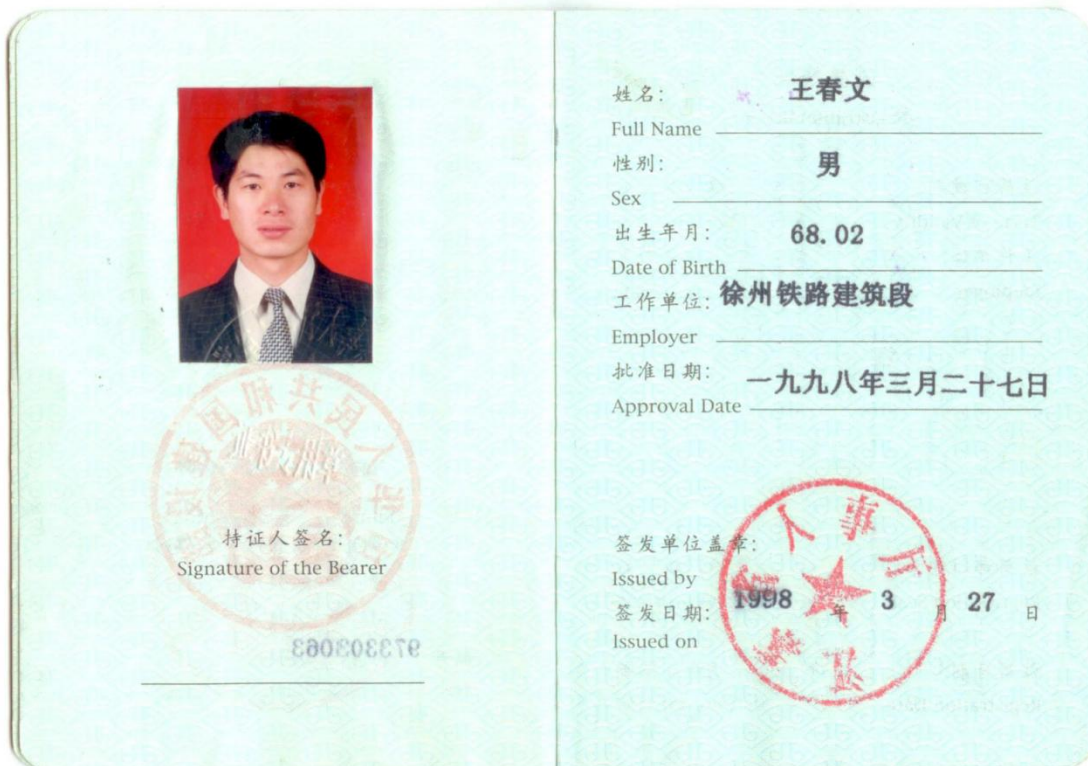 持证人签名:
Signature of the Bearer
973303063
姓名: 王春文
Full Name
性别: 男
Sex
出生年月: 68.02
Date of Birth
工作单位: 徐州铁路建筑段
Employer
批准日期: 一九九八年三月二十七日
Approval Date
签发单位盖章:
Issued by
人事厅
签发日期: 1998 年 3 月 27 日
Issued on